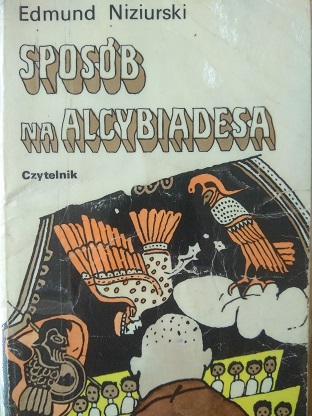 Edmund Niziurski
SPOSÓB
NA ALCYBIADESA
Czytelnik